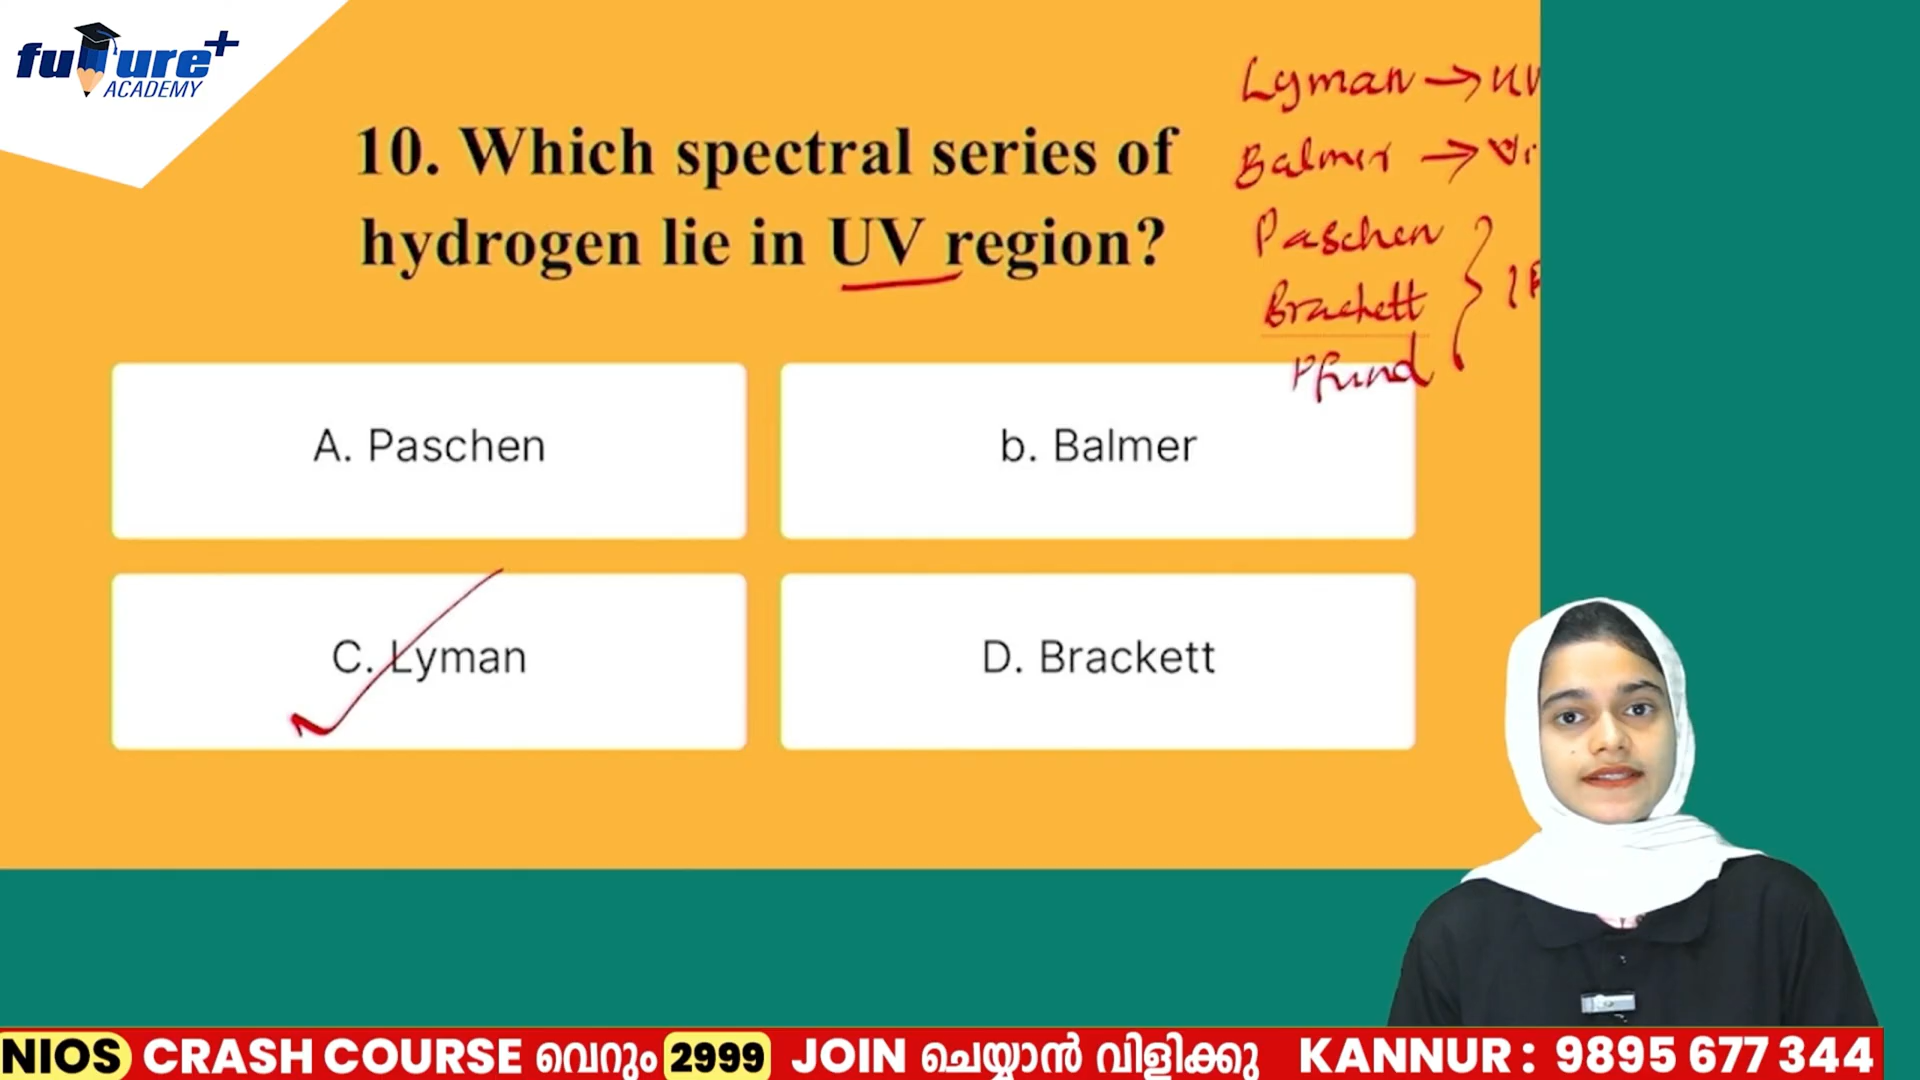 future+
ACADEMY
10. Which spectral series of
hydrogen lie in UV region?
Lyman → UV
Balmer → Vi
Paschen
Brackett
Pfund
A. Paschen
b. Balmer
C. Lyman
D. Brackett
NIOS CRASH COURSE വെറും 2999 JOIN ചെയ്യാൻ വിളിക്കു KANNUR : 9895 677 344